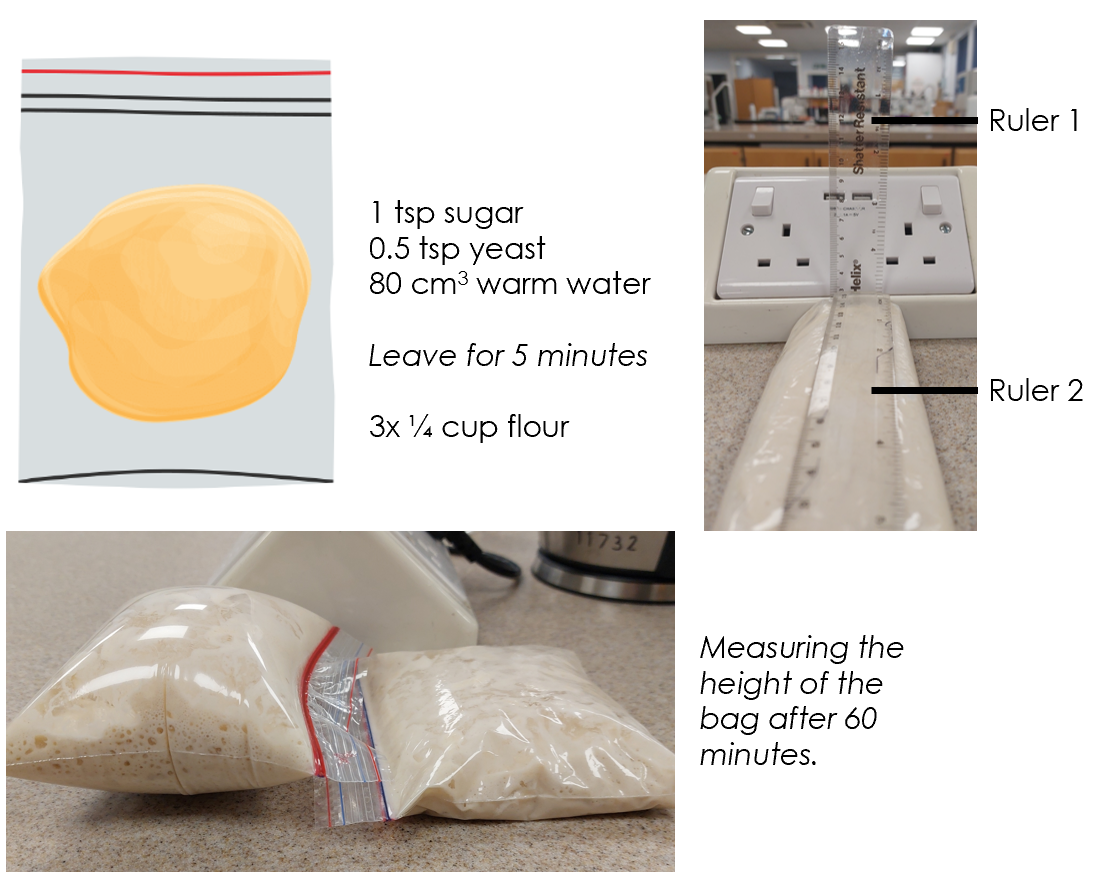 1 tsp sugar
0.5 tsp yeast
80 cm³ warm water
Leave for 5 minutes
3x ¼ cup flour
Shatter Resistant
Helix®
Ruler 1
Ruler 2
11732
Measuring the
height of the
bag after 60
minutes.